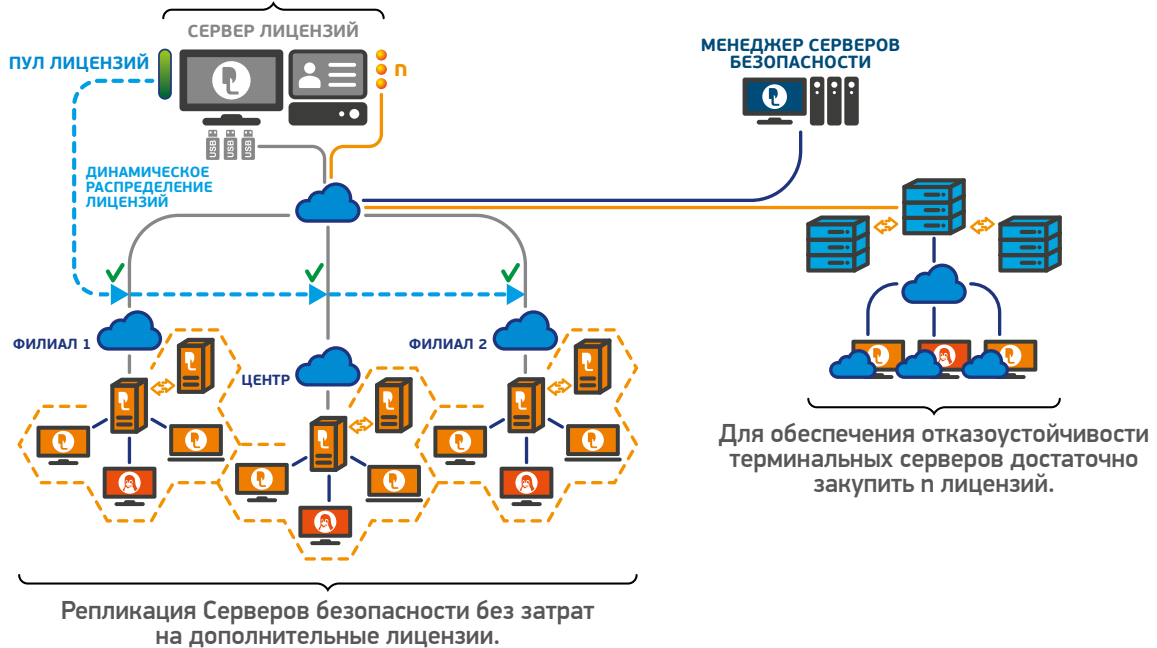 СЕРВЕР ЛИЦЕНЗИЙ
ПУЛ ЛИЦЕНЗИЙ
n
USB
USB
USB
МЕНЕДЖЕР СЕРВЕРОВ
БЕЗОПАСНОСТИ
ДИНАМИЧЕСКОЕ
РАСПРЕДЕЛЕНИЕ
ЛИЦЕНЗИЙ
ФИЛИАЛ 1
ЦЕНТР
ФИЛИАЛ 2
Для обеспечения отказоустойчивости
терминальных серверов достаточно
закупить n лицензий.
Репликация Серверов безопасности без затрат
на дополнительные лицензии.